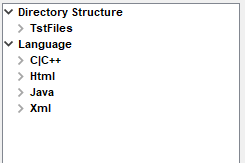 Directory Structure
TstFiles
Language
C|C++
Html
Java
Xml